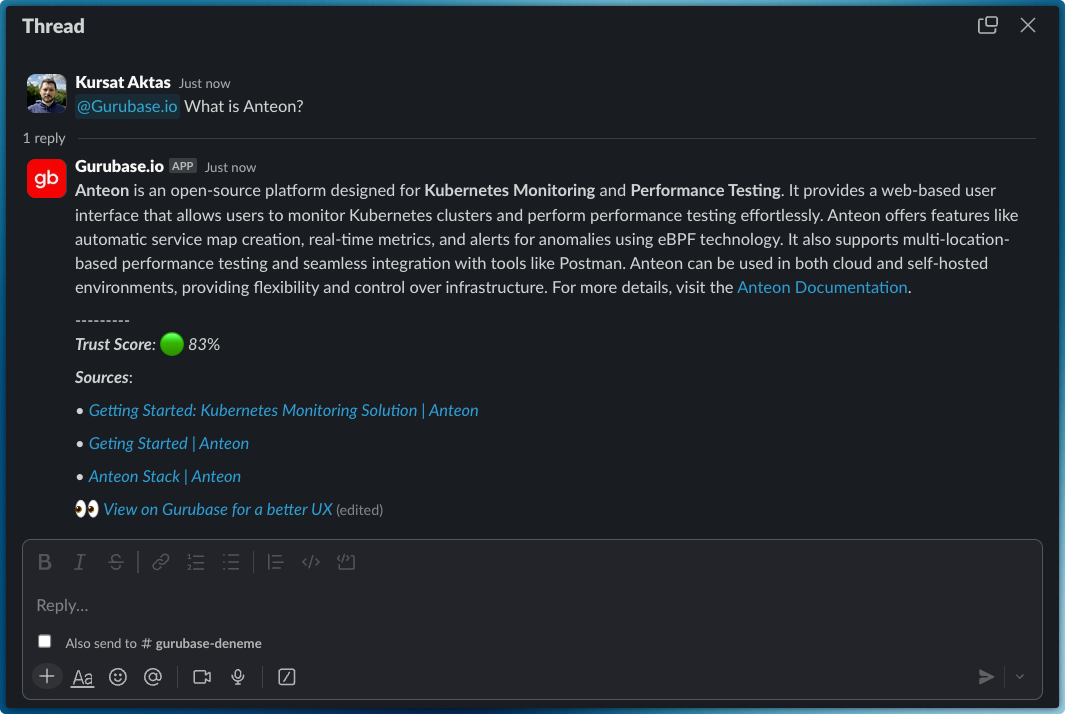 Thread
Kursat Aktas Just now
@Gurubase.io What is Anteon?
1 reply
gb
Gurubase.io APP Just now
Anteon is an open-source platform designed for Kubernetes Monitoring and Performance Testing. It provides a web-based user
interface that allows users to monitor Kubernetes clusters and perform performance testing effortlessly. Anteon offers features like
automatic service map creation, real-time metrics, and alerts for anomalies using eBPF technology. It also supports multi-location-
based performance testing and seamless integration with tools like Postman. Anteon can be used in both cloud and self-hosted
environments, providing flexibility and control over infrastructure. For more details, visit the Anteon Documentation.
---------
Trust Score: 🟢 83%
Sources:
• Getting Started: Kubernetes Monitoring Solution | Anteon
• Geting Started | Anteon
• Anteon Stack | Anteon
👀 View on Gurubase for a better UX (edited)
Reply...
Also send to # gurubase-deneme
Aa